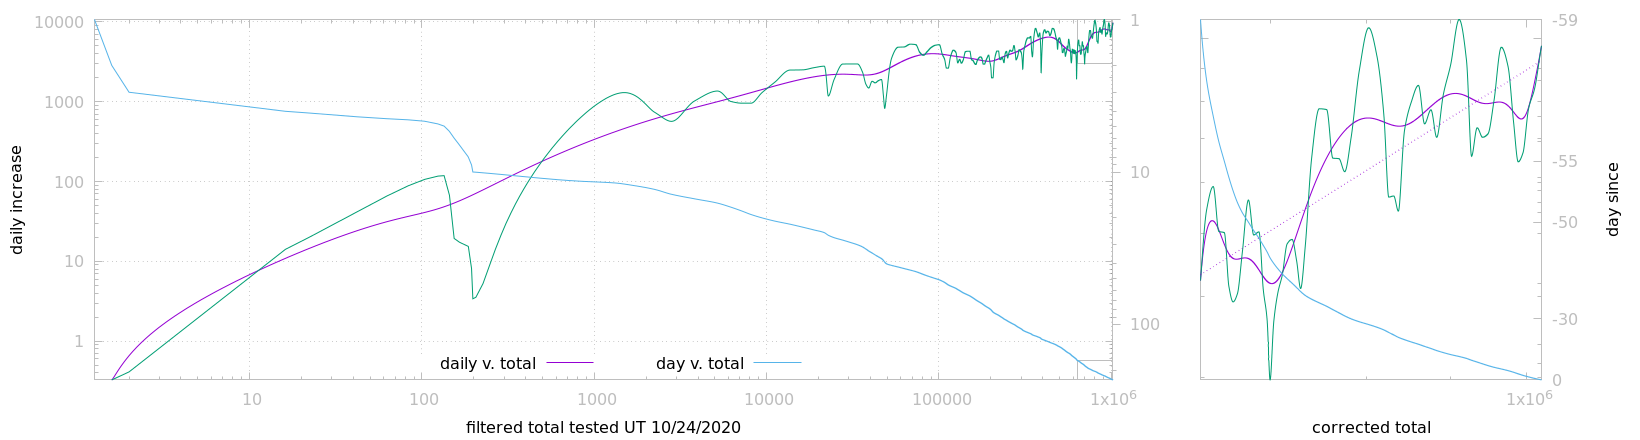 10000
1000
100
10
1
daily increase
daily v. total
day v. total
10
100
1000
10000
100000
1x10^6
filtered total tested UT 10/24/2020
1
10
100
-59
-55
-50
-30
0
day since
1x10^6
corrected total